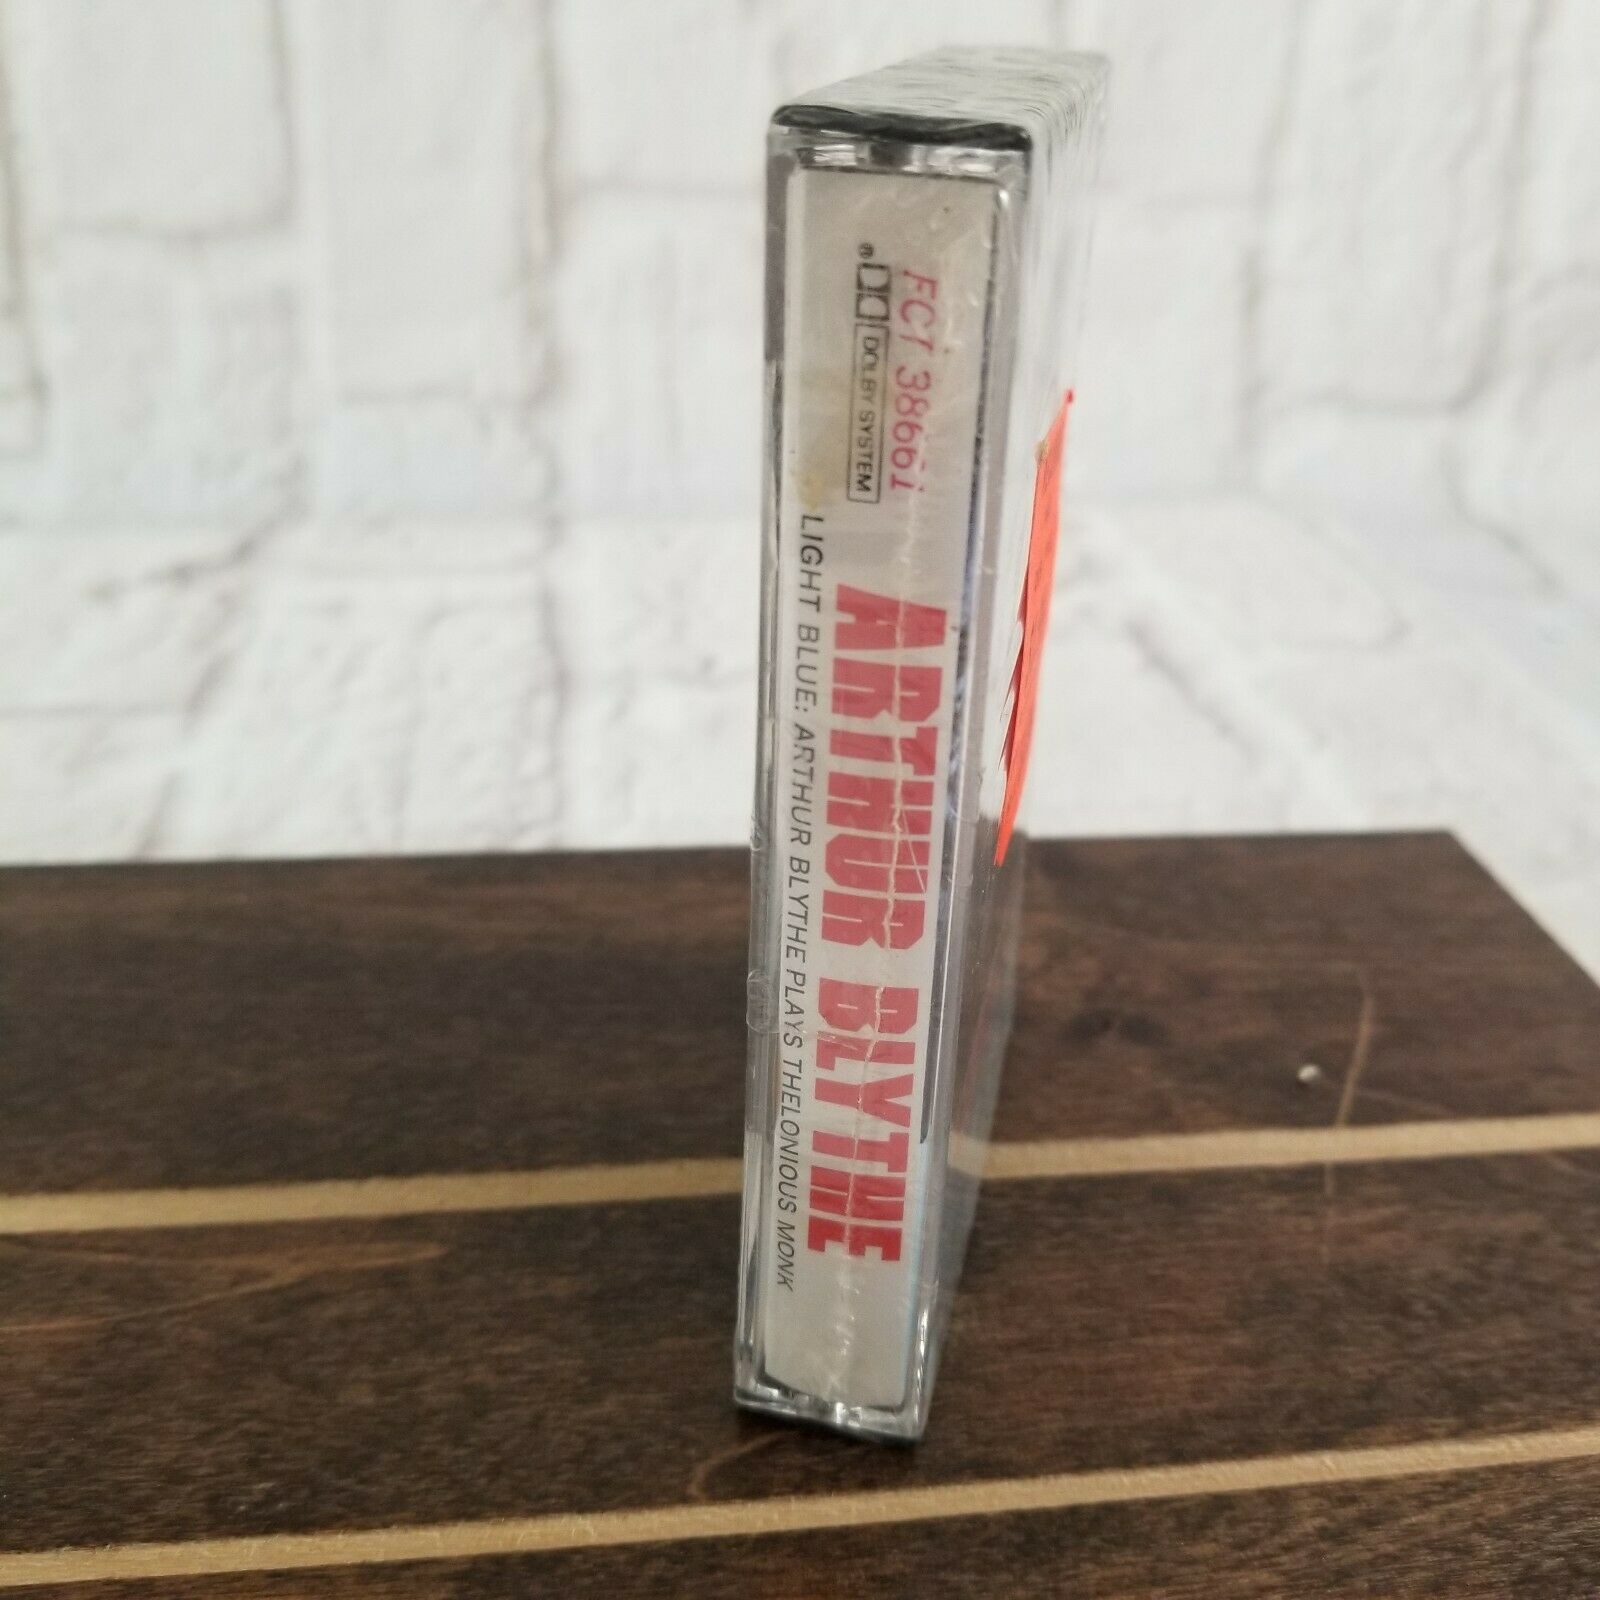 FCT 38661
® DOLBY SYSTEM
ARTHUR BLYTHE
LIGHT BLUE: ARTHUR BLYTHE PLAYS THELONIOUS MONK